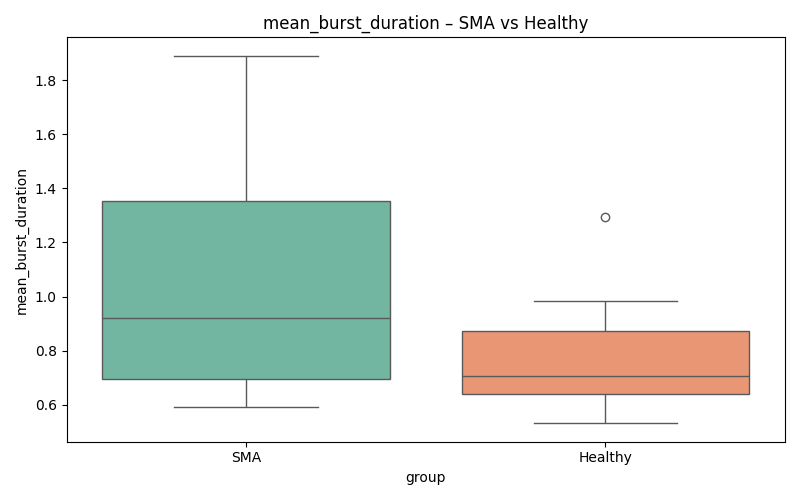 mean_burst_duration – SMA vs Healthy
mean_burst_duration
1.8
1.6
1.4
1.2
1.0
0.8
0.6
SMA
Healthy
group